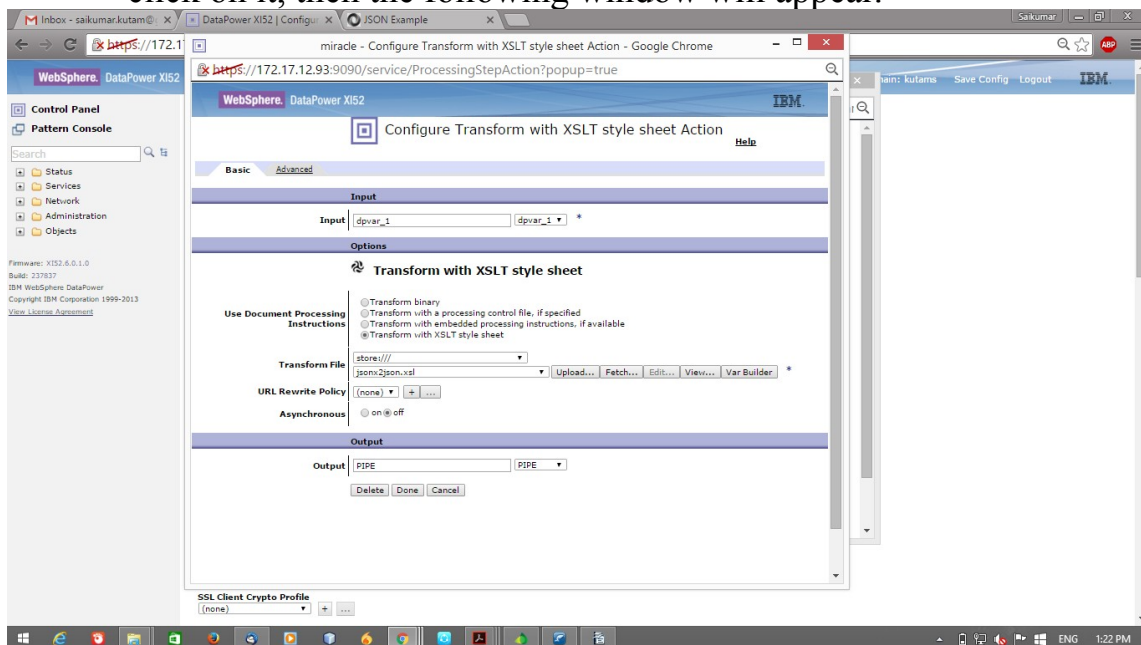 click on it, then the following window will appear.
Inbox - saikumar.kutam@
DataPower XI52 | Configur
JSON Example
Saikumar
https://172.1
miracle - Configure Transform with XSLT style sheet Action - Google Chrome
https://172.17.12.93:9090/service/ProcessingStepAction?popup=true
ABP
WebSphere. DataPower XI52
WebSphere. DataPower XI52
IBM.
main: kutams Save Config Logout IBM.
Configure Transform with XSLT style sheet Action
Help
Control Panel
Pattern Console
Search
Status
Services
Network
Administration
Objects
Firmware: XI52.6.0.1.0
Build: 237837
IBM WebSphere DataPower
Copyright IBM Corporation 1999-2013
View License Agreement
Basic Advanced
Input
Input dpvar_1 dpvar_1 *
Options
Transform with XSLT style sheet
Use Document Processing Instructions
Transform binary
Transform with a processing control file, if specified
Transform with embedded processing instructions, if available
Transform with XSLT style sheet
Transform File
store:///
jsonx2json.xsl Upload... Fetch... Edit... View... Var Builder *
URL Rewrite Policy (none) + ...
Asynchronous on off
Output
Output PIPE PIPE
Delete Done Cancel
SSL Client Crypto Profile
(none) + ...
ENG 1:22 PM